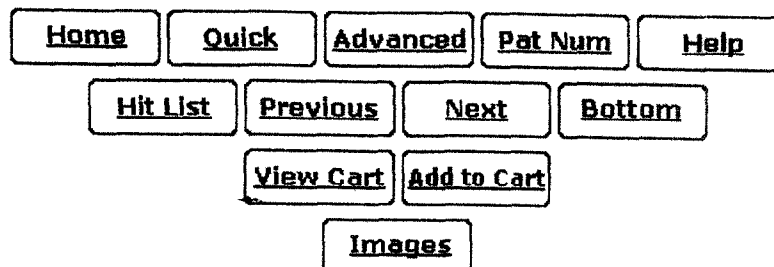 Home Quick Advanced Pat Num Help
Hit List Previous Next Bottom
View Cart Add to Cart
Images